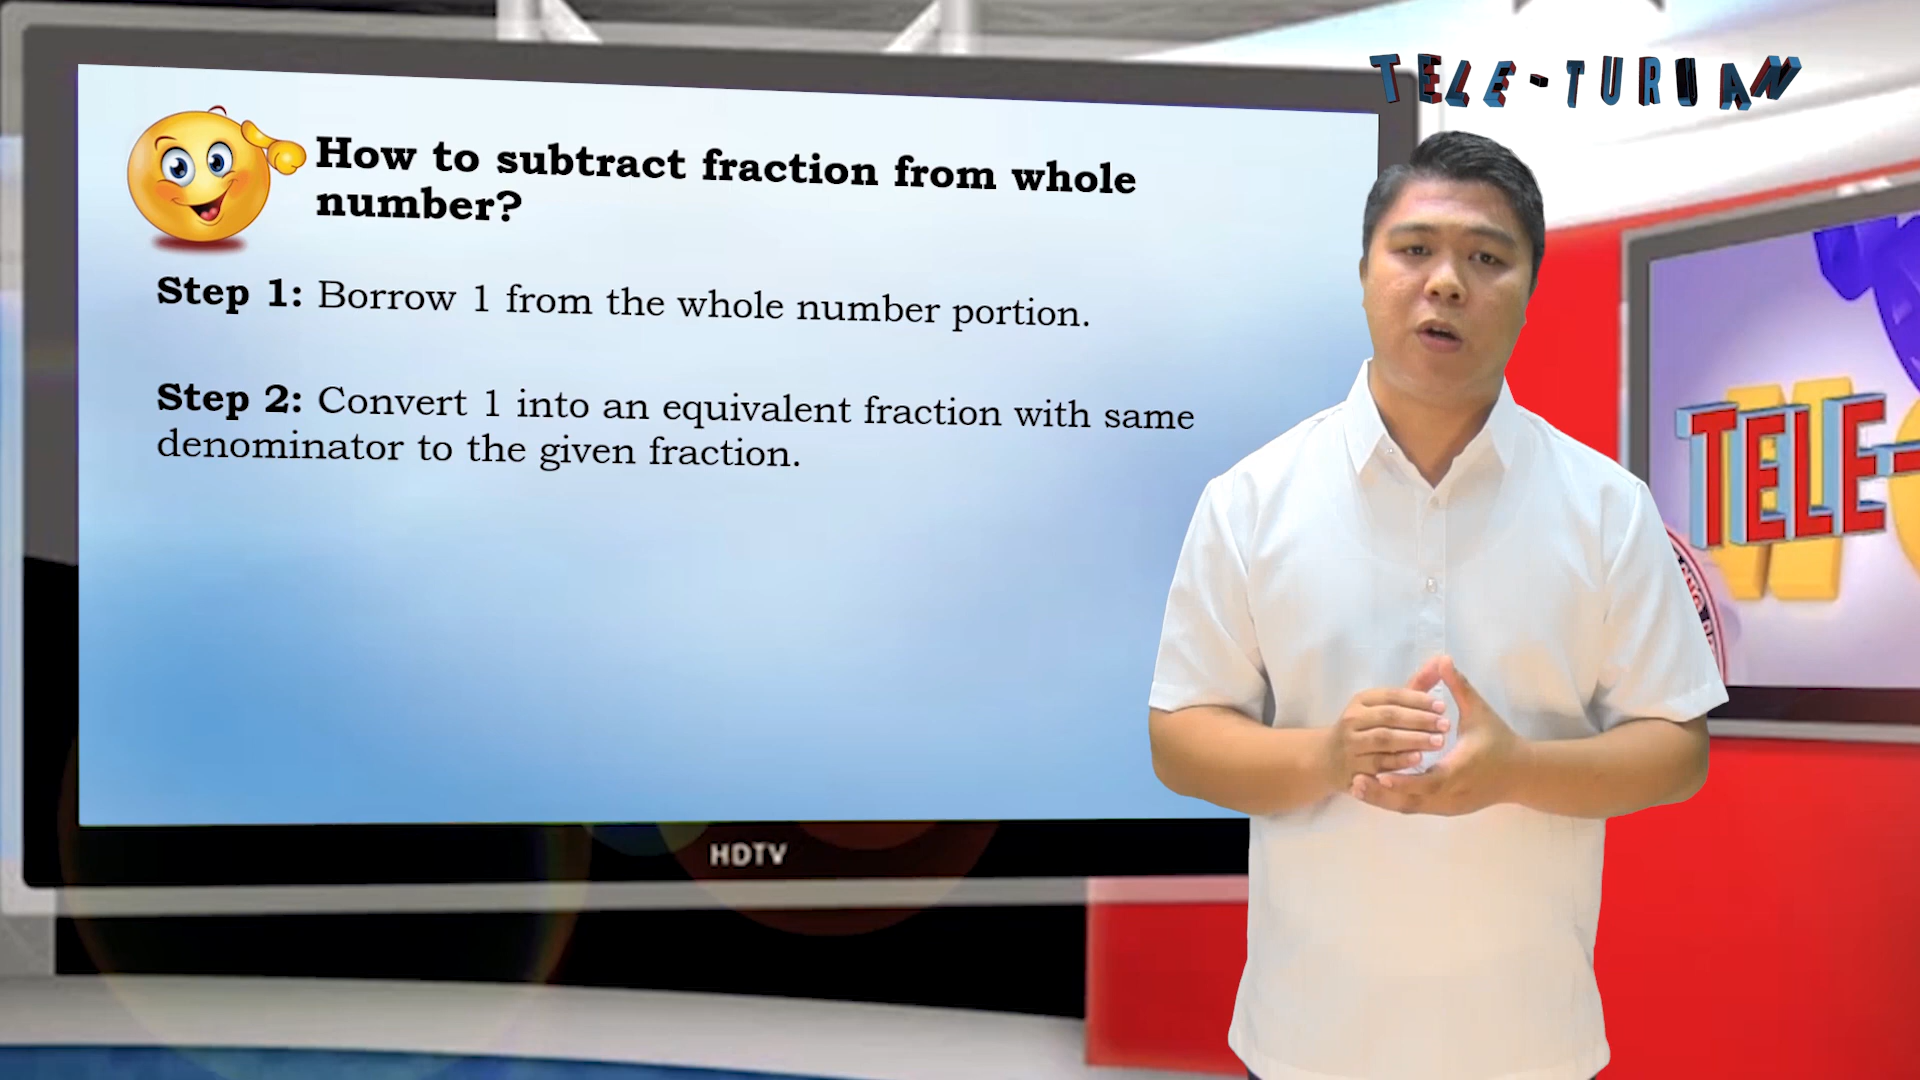 TELE-TURUAN
How to subtract fraction from whole
number?
Step 1: Borrow 1 from the whole number portion.
Step 2: Convert 1 into an equivalent fraction with same
denominator to the given fraction.
TELE-
HDTV